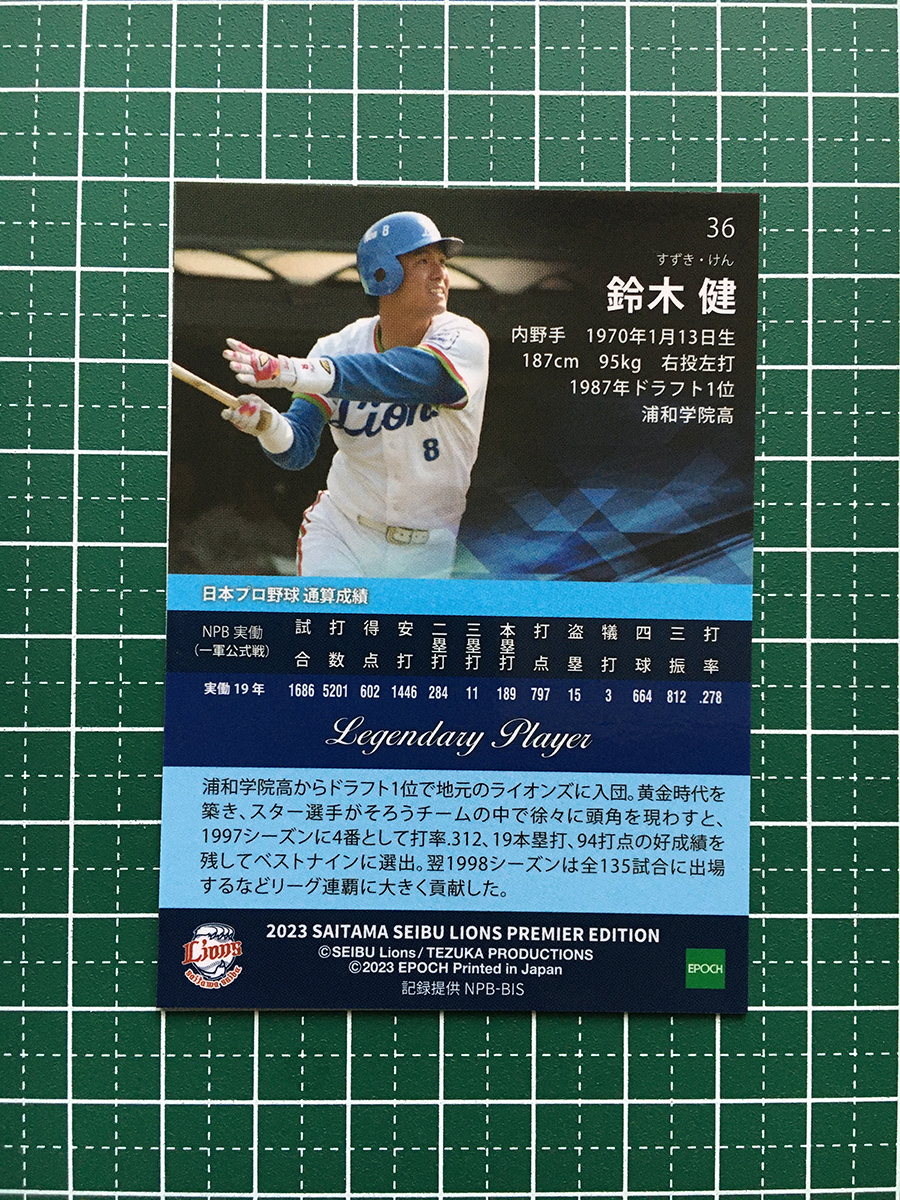 36
すずき・けん
鈴木 健
内野手 1970年1月13日生
187cm 95kg 右投左打
1987年ドラフト1位
浦和学院高
8
Lions
8
日本プロ野球 通算成績
NPB 実働
(一軍公式戦)
試合 打数 得点 安打 二塁打 三塁打 本塁打 打点 盗塁 犠打 四球 三振 打率
実働 19 年 1686 5201 602 1446 284 11 189 797 15 3 664 812 .278
Legendary Player
浦和学院高からドラフト1位で地元のライオンズに入団。黄金時代を
築き、スター選手がそろうチームの中で徐々に頭角を現わすと、
1997シーズンに4番として打率.312、19本塁打、94打点の好成績を
残してベストナインに選出。翌1998シーズンは全135試合に出場
するなどリーグ連覇に大きく貢献した。
Lions
saitama seibu
2023 SAITAMA SEIBU LIONS PREMIER EDITION
©SEIBU Lions / TEZUKA PRODUCTIONS
©2023 EPOCH Printed in Japan
記録提供 NPB-BIS
EPOCH